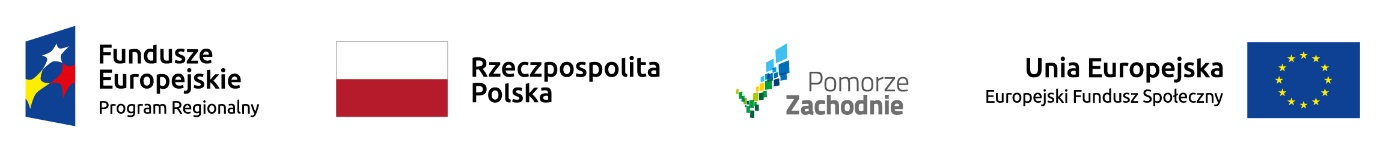 Fundusze
Europejskie
Program Regionalny
Rzeczpospolita
Polska
Pomorze
Zachodnie
Unia Europejska
Europejski Fundusz Społeczny